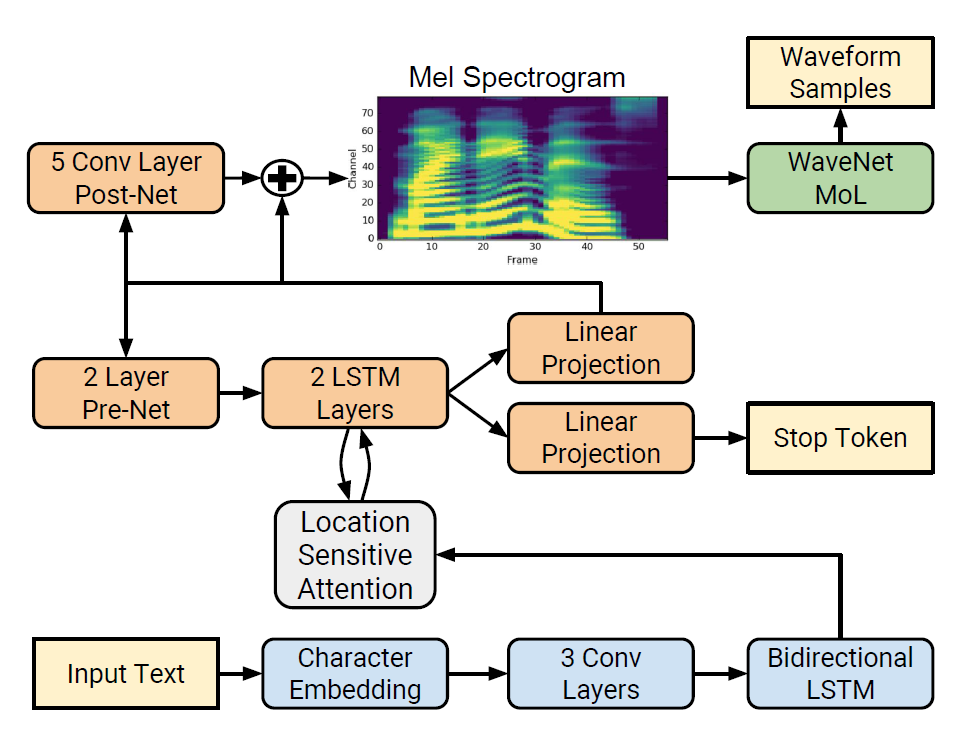 Mel Spectrogram
Waveform
Samples
5 Conv Layer
Post-Net
WaveNet
MoL
Channel
70
60
50
40
30
20
10
0
0 10 20 30 40 50
Frame
Linear
Projection
2 Layer
Pre-Net
2 LSTM
Layers
Linear
Projection
Stop Token
Location
Sensitive
Attention
Input Text
Character
Embedding
3 Conv
Layers
Bidirectional
LSTM